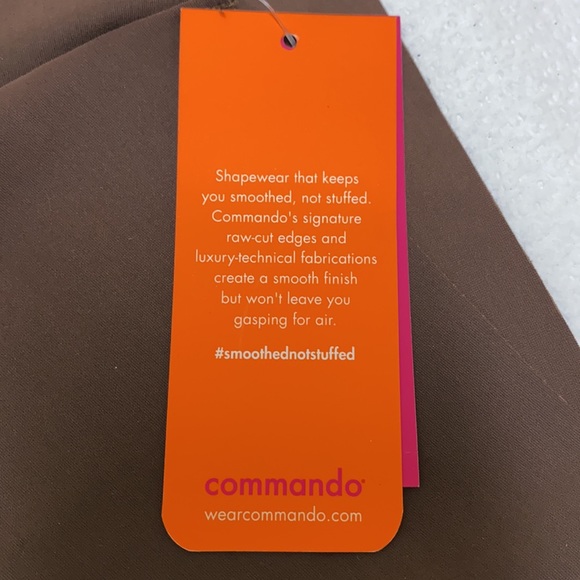 Shapewear that keeps
you smoothed, not stuffed.
Commando's signature
raw-cut edges and
luxury-technical fabrications
create a smooth finish
but won't leave you
gasping for air.
#smoothednotstuffed
commando
wearcommando.com